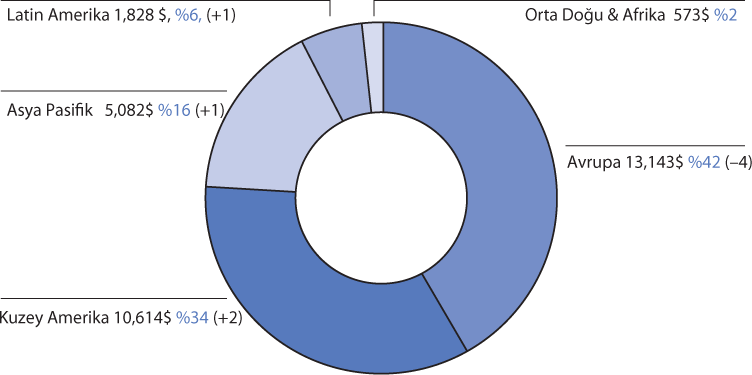 Latin Amerika 1,828 $, %6, (+1)
Orta Doğu & Afrika 573$ %2
Asya Pasifik 5,082$ %16 (+1)
Avrupa 13,143$ %42 (–4)
Kuzey Amerika 10,614$ %34 (+2)